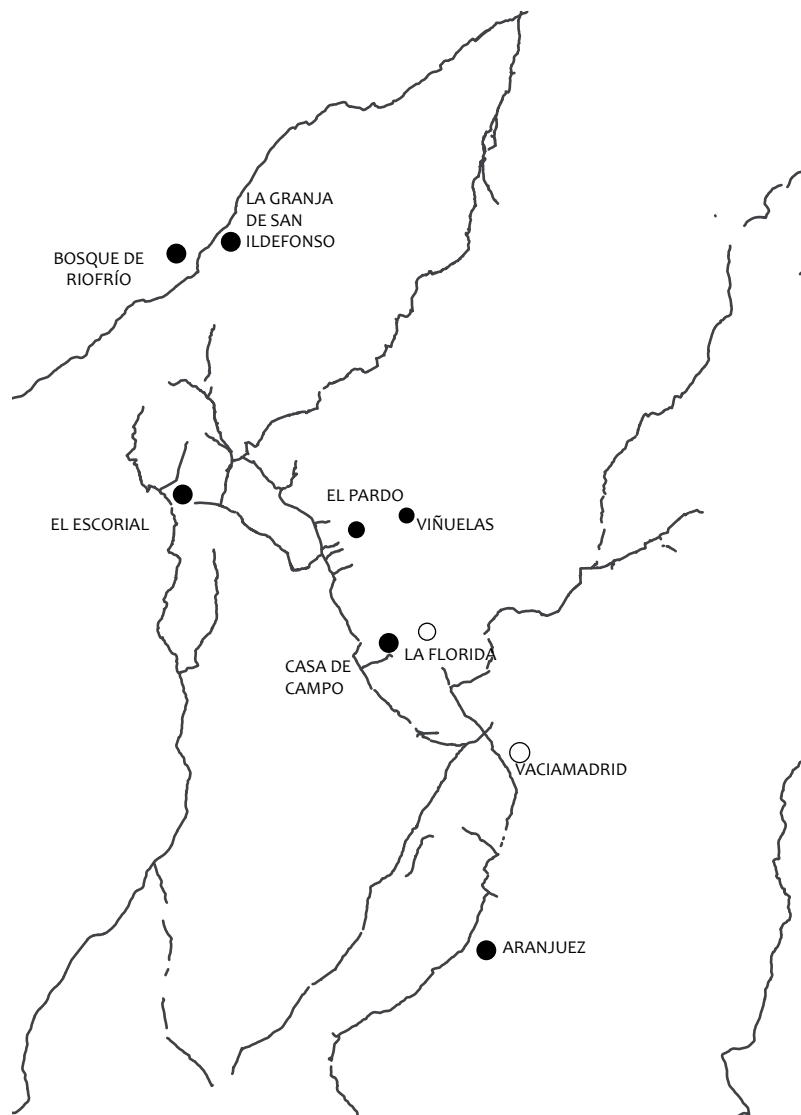 LA GRANJA
DE SAN
ILDEFONSO
BOSQUE DE
RIOFRÍO
EL PARDO
EL ESCORIAL
VIÑUELAS
LA FLORIDA
CASA DE
CAMPO
VACIAMADRID
ARANJUEZ